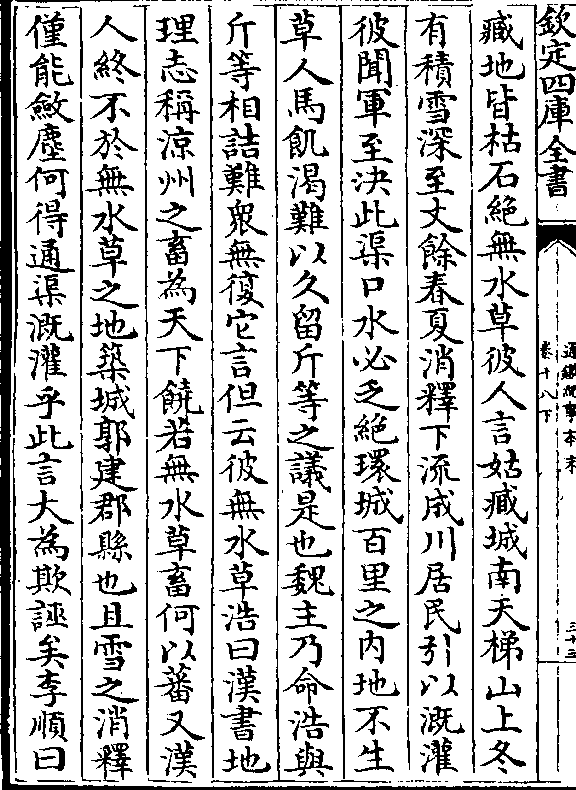 欽定四庫全書
通鑑紀事本末
卷十八下
三十三
臧地皆枯石絶無水草彼人言姑臧城南天梯山上冬
有積雪深至丈餘春夏消釋下流成川居民引以溉灌
彼聞軍至決此渠口水必乏絶環城百里之内地不生
草人馬飢渴難以久留斤等之議是也魏主乃命浩與
斤等相詰難衆無復它言但云彼無水草浩曰漢書地
理志稱涼州之畜為天下饒若無水草畜何以蕃又漢
人終不於無水草之地築城郭建郡縣也且雪之消釋
僅能斂塵何得通渠溉灌乎此言大為欺誣矣李順曰